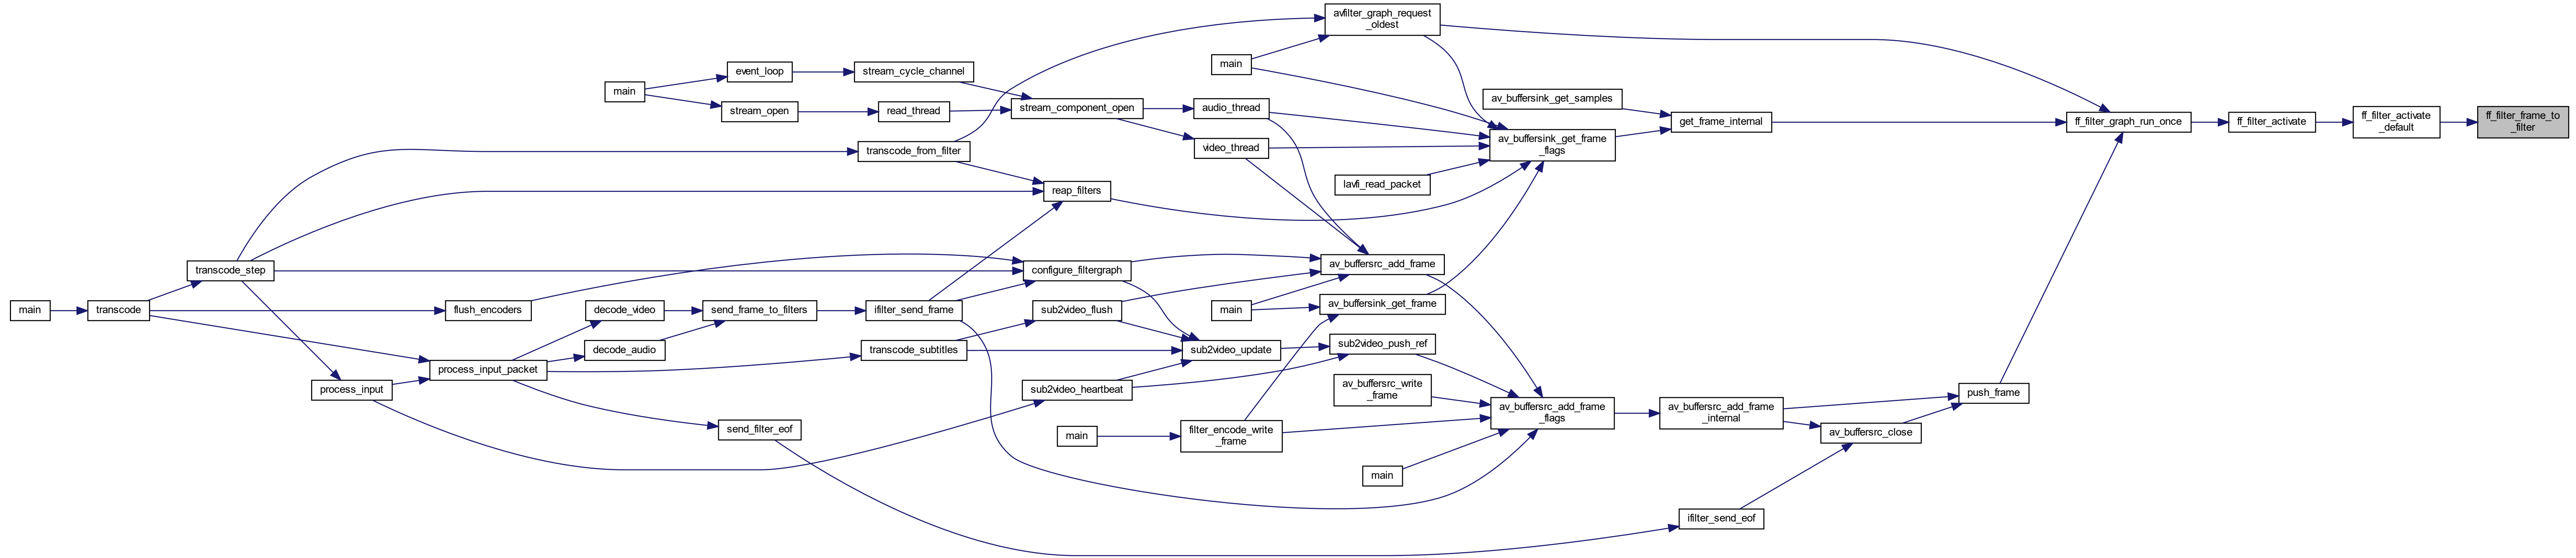 avfilter_graph_request
_oldest
main
event_loop
stream_cycle_channel
main
stream_open
read_thread
stream_component_open
audio_thread
av_buffersink_get_samples
get_frame_internal
ff_filter_graph_run_once
ff_filter_activate
ff_filter_activate
_default
ff_filter_frame_to
_filter
transcode_from_filter
video_thread
av_buffersink_get_frame
_flags
lavfi_read_packet
reap_filters
transcode_step
configure_filtergraph
av_buffersrc_add_frame
main
transcode
flush_encoders
decode_video
send_frame_to_filters
ifilter_send_frame
sub2video_flush
main
av_buffersink_get_frame
decode_audio
transcode_subtitles
sub2video_update
sub2video_push_ref
process_input_packet
process_input
sub2video_heartbeat
av_buffersrc_write
_frame
push_frame
send_filter_eof
main
filter_encode_write
_frame
av_buffersrc_add_frame
_flags
av_buffersrc_add_frame
_internal
av_buffersrc_close
main
ifilter_send_eof